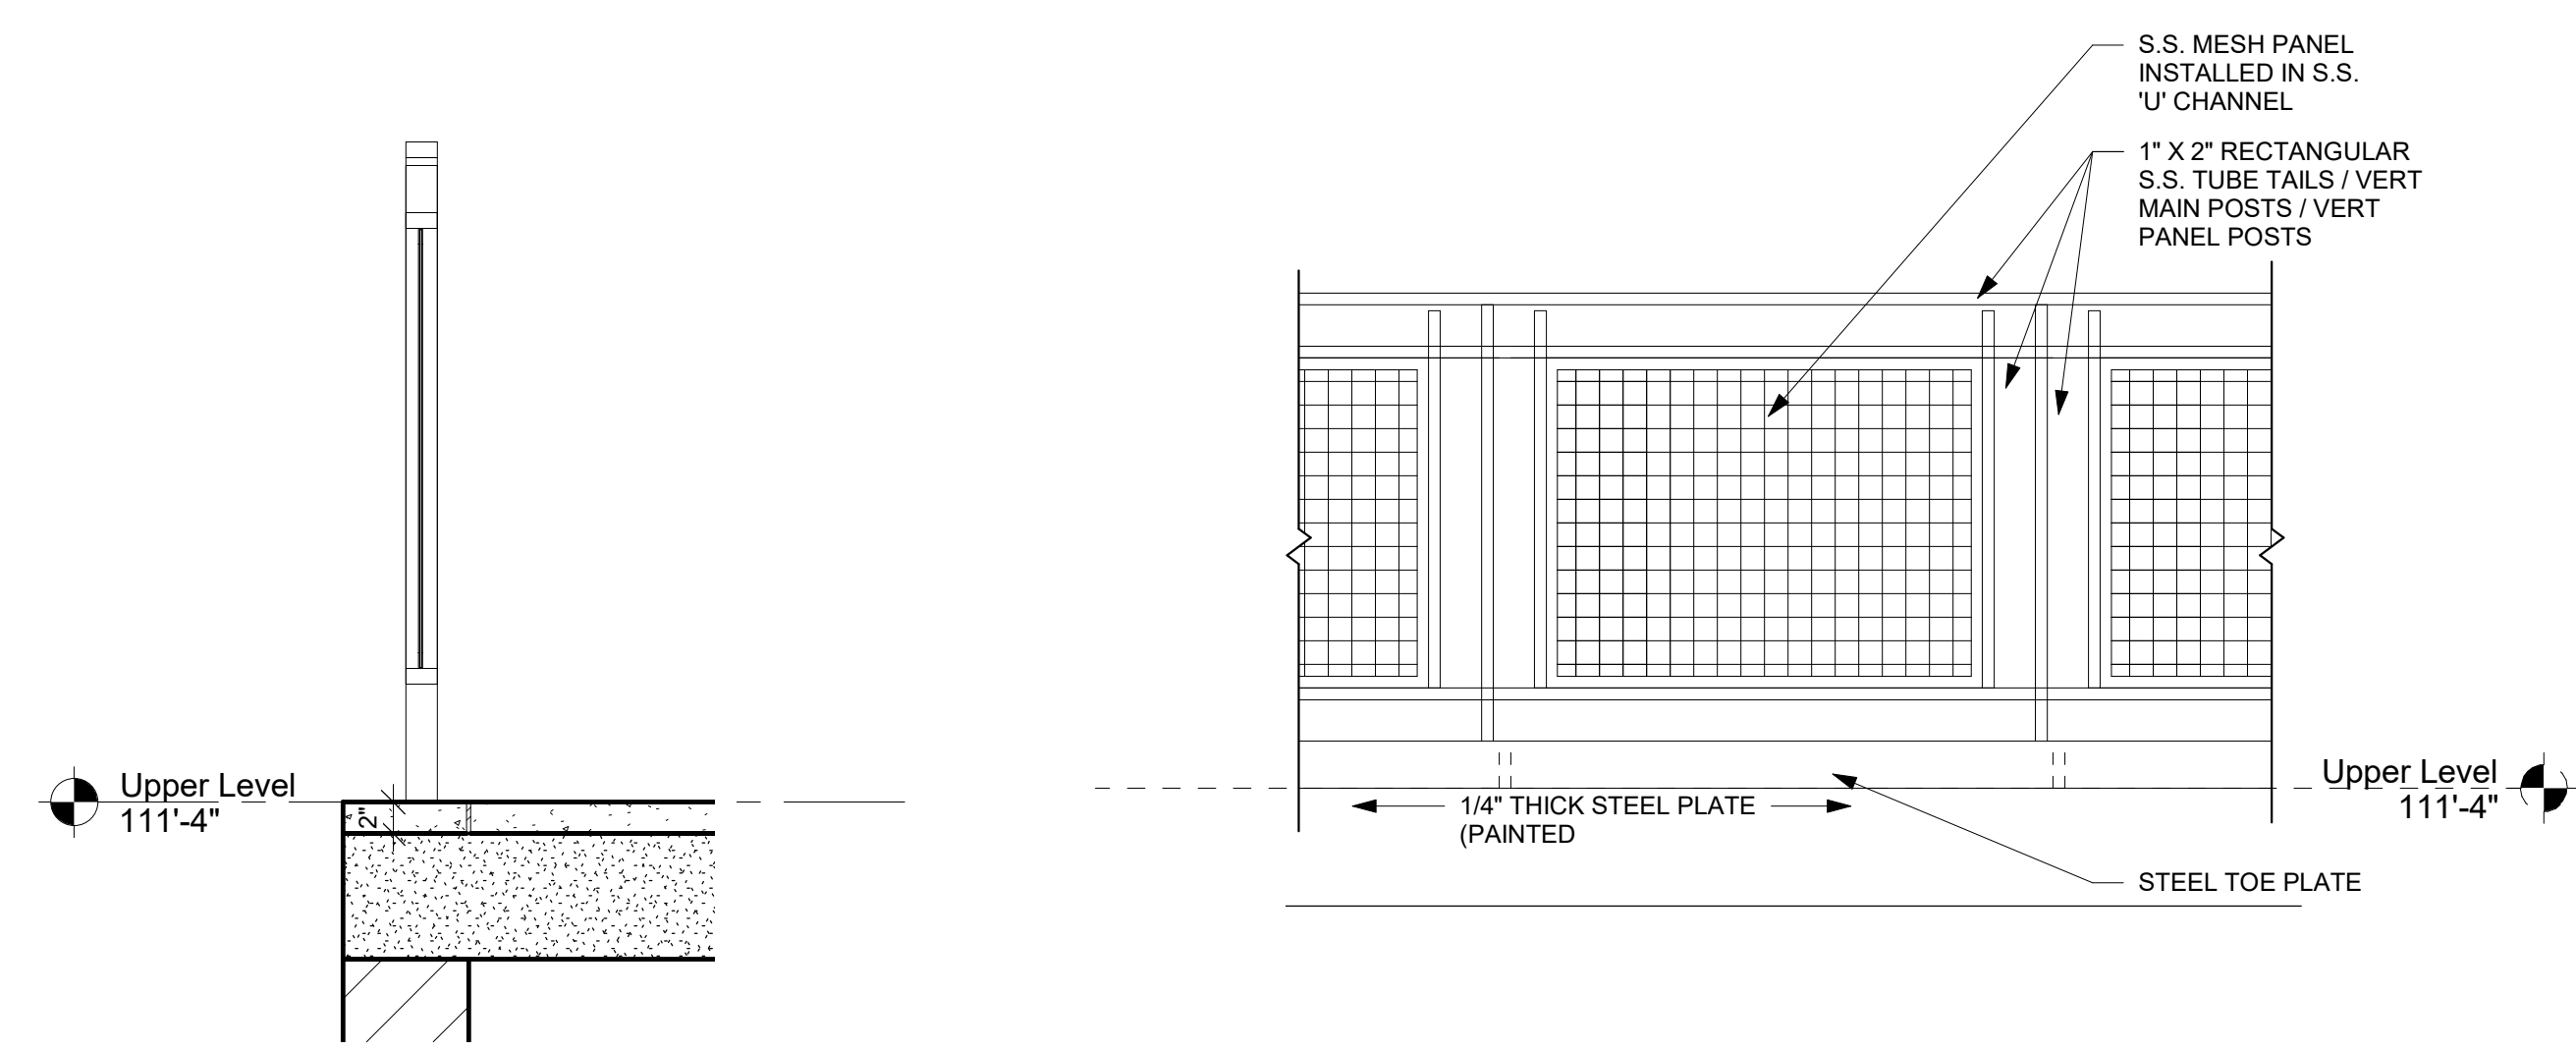 S.S. MESH PANEL
INSTALLED IN S.S.
'U' CHANNEL
1" X 2" RECTANGULAR
S.S. TUBE TAILS / VERT
MAIN POSTS / VERT
PANEL POSTS
Upper Level
111'-4"
2"
1/4" THICK STEEL PLATE
(PAINTED
Upper Level
111'-4"
STEEL TOE PLATE